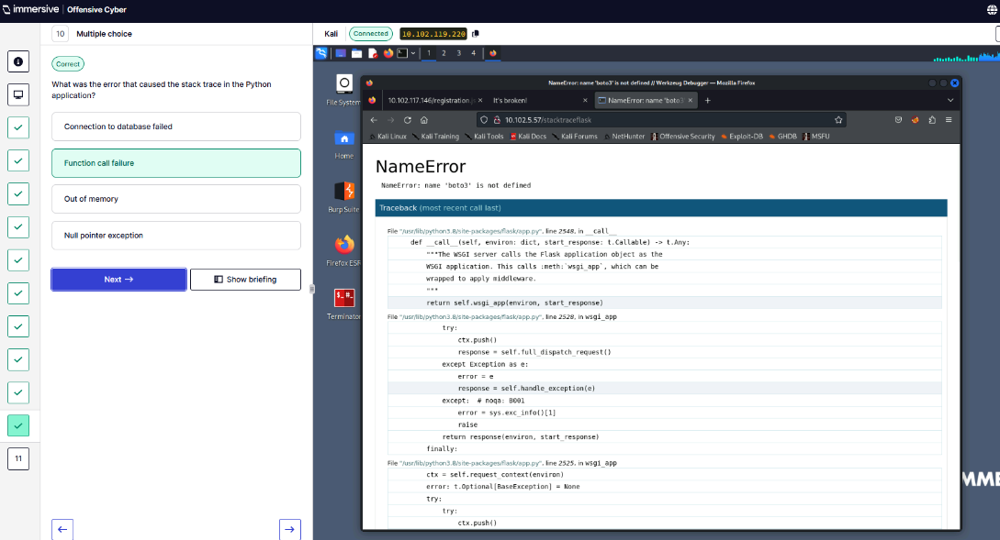 immersive | Offensive Cyber
10 Multiple choice
Kali Connected 10.102.119.220
1 2 3 4
Correct
What was the error that caused the stack trace in the Python
application?
Connection to database failed
Function call failure
Out of memory
Null pointer exception
Next → Show briefing
11
File System
Home
Burp Suite
Firefox ESR
Terminator
NameError: name 'boto3' is not defined // Werkzeug Debugger — Mozilla Firefox
10.102.117.146/registration
It's broken!
NameError: name 'boto3'
10.102.5.57/stacktraceflask
Kali Linux Kali Training Kali Tools Kali Docs Kali Forums NetHunter Offensive Security Exploit-DB GHDB MSFU
NameError
NameError: name 'boto3' is not defined
Traceback (most recent call last)
File "/usr/lib/python3.8/site-packages/flask/app.py", line 2548, in __call__
def __call__(self, environ: dict, start_response: t.Callable) -> t.Any:
"""The WSGI server calls the Flask application object as the
WSGI application. This calls :meth:`wsgi_app`, which can be
wrapped to apply middleware.
"""
return self.wsgi_app(environ, start_response)
File "/usr/lib/python3.8/site-packages/flask/app.py", line 2528, in wsgi_app
try:
ctx.push()
response = self.full_dispatch_request()
except Exception as e:
error = e
response = self.handle_exception(e)
except: # noqa: B001
error = sys.exc_info()[1]
raise
return response(environ, start_response)
finally:
File "/usr/lib/python3.8/site-packages/flask/app.py", line 2525, in wsgi_app
ctx = self.request_context(environ)
error: t.Optional[BaseException] = None
try:
try:
ctx.push()
MME